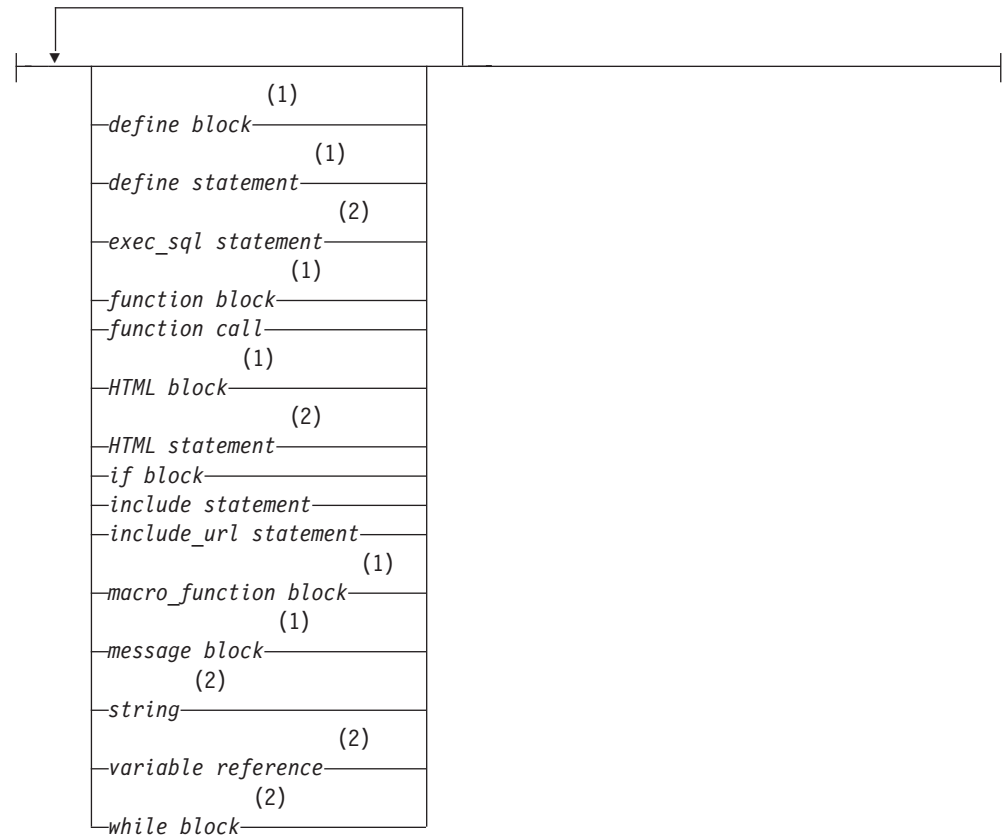 (1)
define block
(1)
define statement
(2)
exec_sql statement
(1)
function block
function call
(1)
HTML block
(2)
HTML statement
if block
include statement
include_url statement
(1)
macro_function block
(1)
message block
(2)
string
(2)
variable reference
(2)
while block